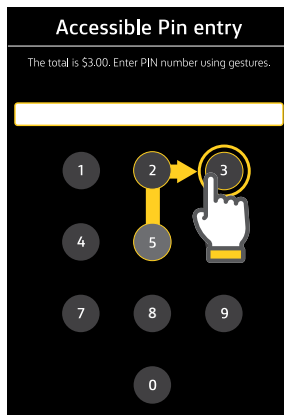 Accessible Pin entry
The total is $3.00. Enter PIN number using gestures.
1 2 3
4 5
7 8 9
0